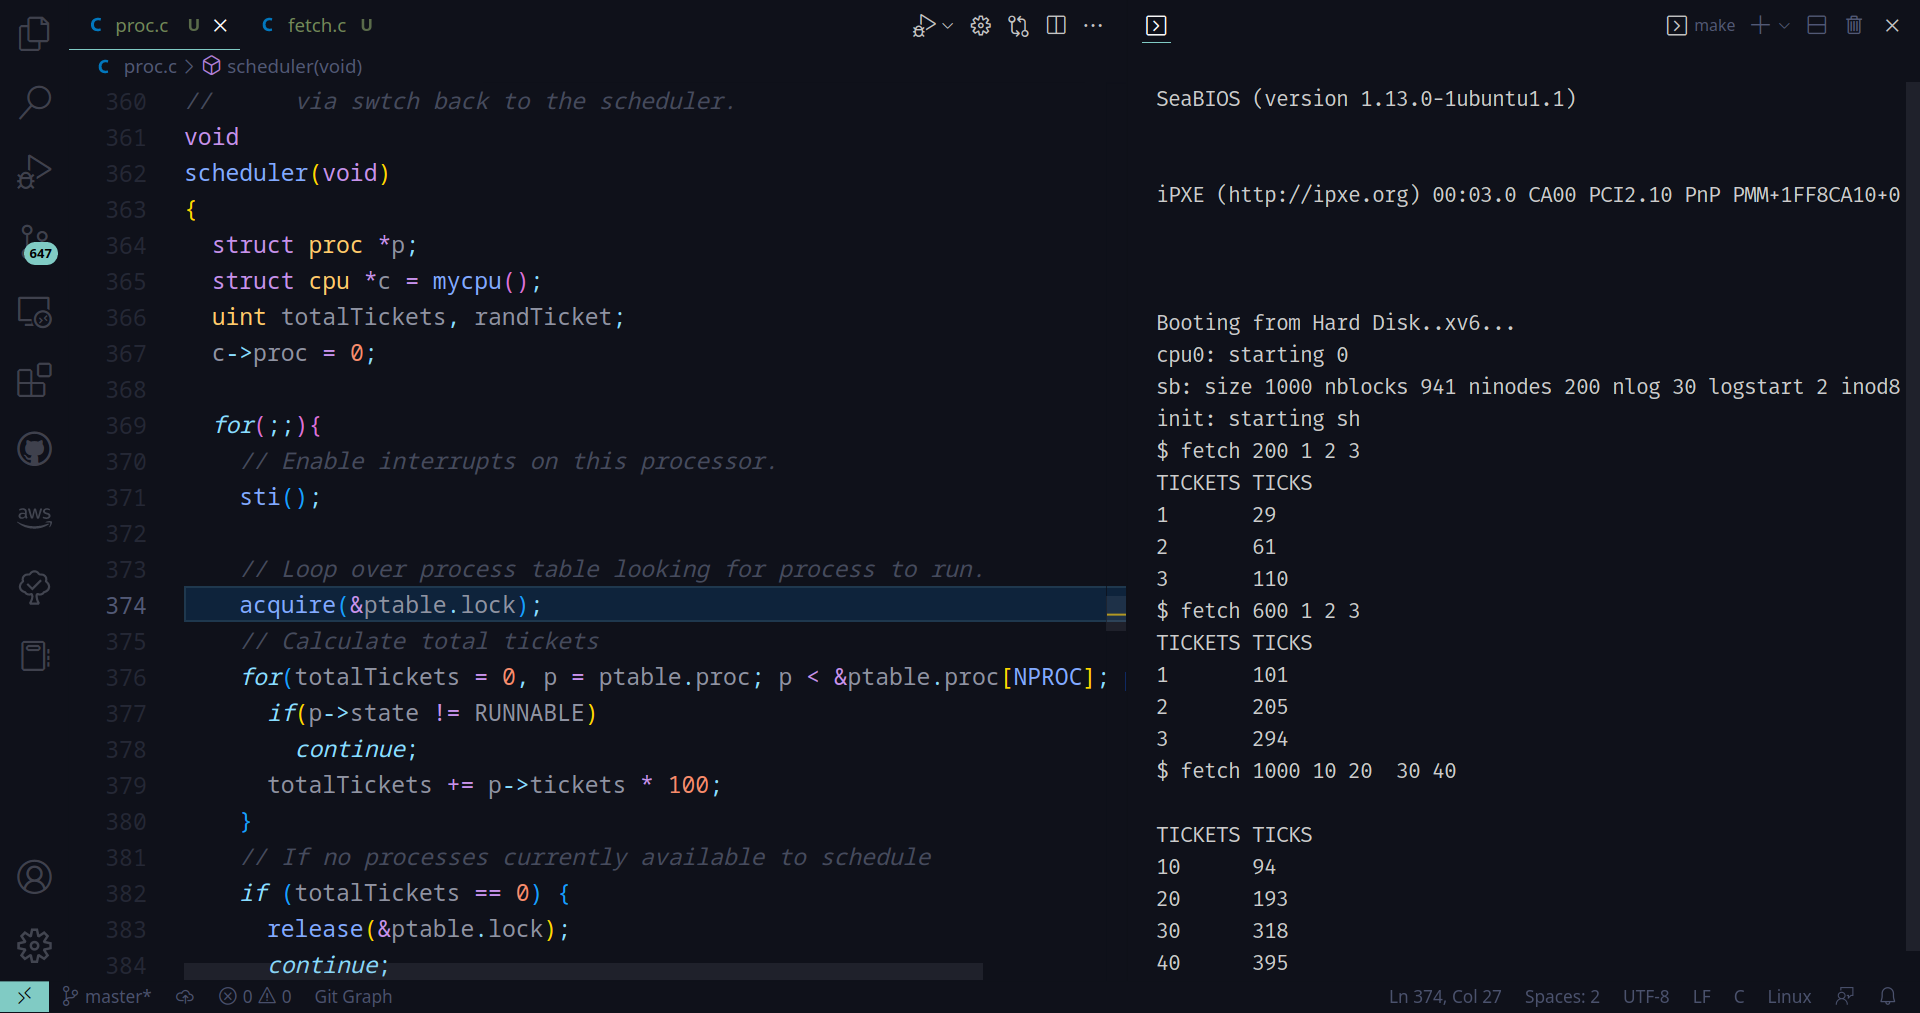 proc.c U
fetch.c U
make
proc.c > scheduler(void)
360 // via swtch back to the scheduler.
361 void
362 scheduler(void)
363 {
364 struct proc *p;
365 struct cpu *c = mycpu();
366 uint totalTickets, randTicket;
367 c->proc = 0;
368
369 for(;;){
370 // Enable interrupts on this processor.
371 sti();
372
373 // Loop over process table looking for process to run.
374 acquire(&ptable.lock);
375 // Calculate total tickets
376 for(totalTickets = 0, p = ptable.proc; p < &ptable.proc[NPROC];
377 if(p->state != RUNNABLE)
378 continue;
379 totalTickets += p->tickets * 100;
380 }
381 // If no processes currently available to schedule
382 if (totalTickets == 0) {
383 release(&ptable.lock);
384 continue;
SeaBIOS (version 1.13.0-1ubuntu1.1)
iPXE (http://ipxe.org) 00:03.0 CA00 PCI2.10 PnP PMM+1FF8CA10+0
Booting from Hard Disk..xv6...
cpu0: starting 0
sb: size 1000 nblocks 941 ninodes 200 nlog 30 logstart 2 inod8
init: starting sh
$ fetch 200 1 2 3
TICKETS TICKS
1 29
2 61
3 110
$ fetch 600 1 2 3
TICKETS TICKS
1 101
2 205
3 294
$ fetch 1000 10 20  30 40
TICKETS TICKS
10 94
20 193
30 318
40 395
647
aws
master* 0 0 Git Graph
Ln 374, Col 27 Spaces: 2 UTF-8 LF C Linux